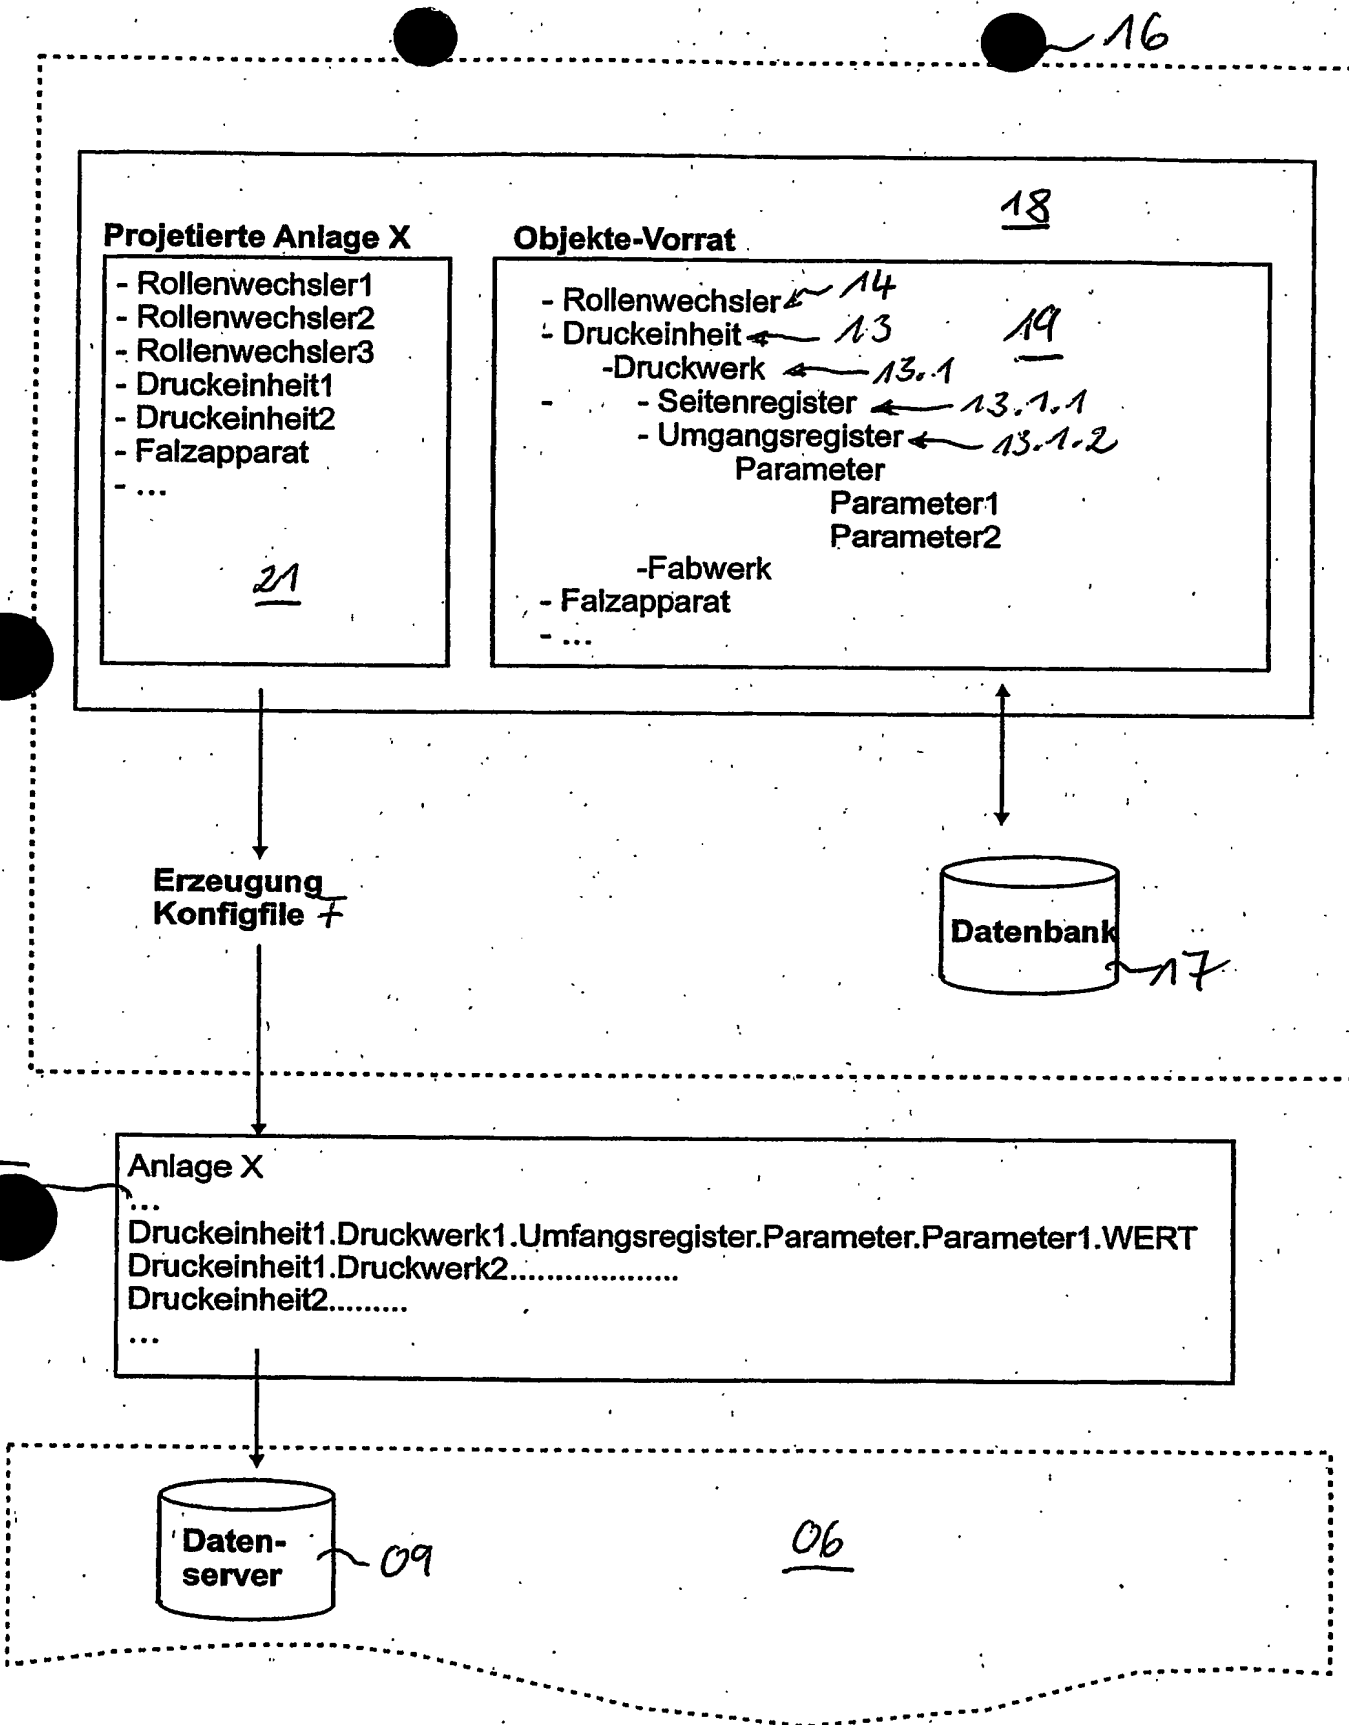 16
18
Projetierte Anlage X
- Rollenwechsler1
- Rollenwechsler2
- Rollenwechsler3
- Druckeinheit1
- Druckeinheit2
- Falzapparat
- ...
21
Objekte-Vorrat
- Rollenwechsler 14
- Druckeinheit 13
19
-Druckwerk 13.1
- - Seitenregister 13.1.1
- Umgangsregister 13.1.2
Parameter
Parameter1
Parameter2
-Fabwerk
- Falzapparat
- ...
Erzeugung
Konfigfile F
Datenbank
17
Anlage X
...
Druckeinheit1.Druckwerk1.Umfangsregister.Parameter.Parameter1.WERT
Druckeinheit1.Druckwerk2...................
Druckeinheit2.........
...
Daten-
server
09
06